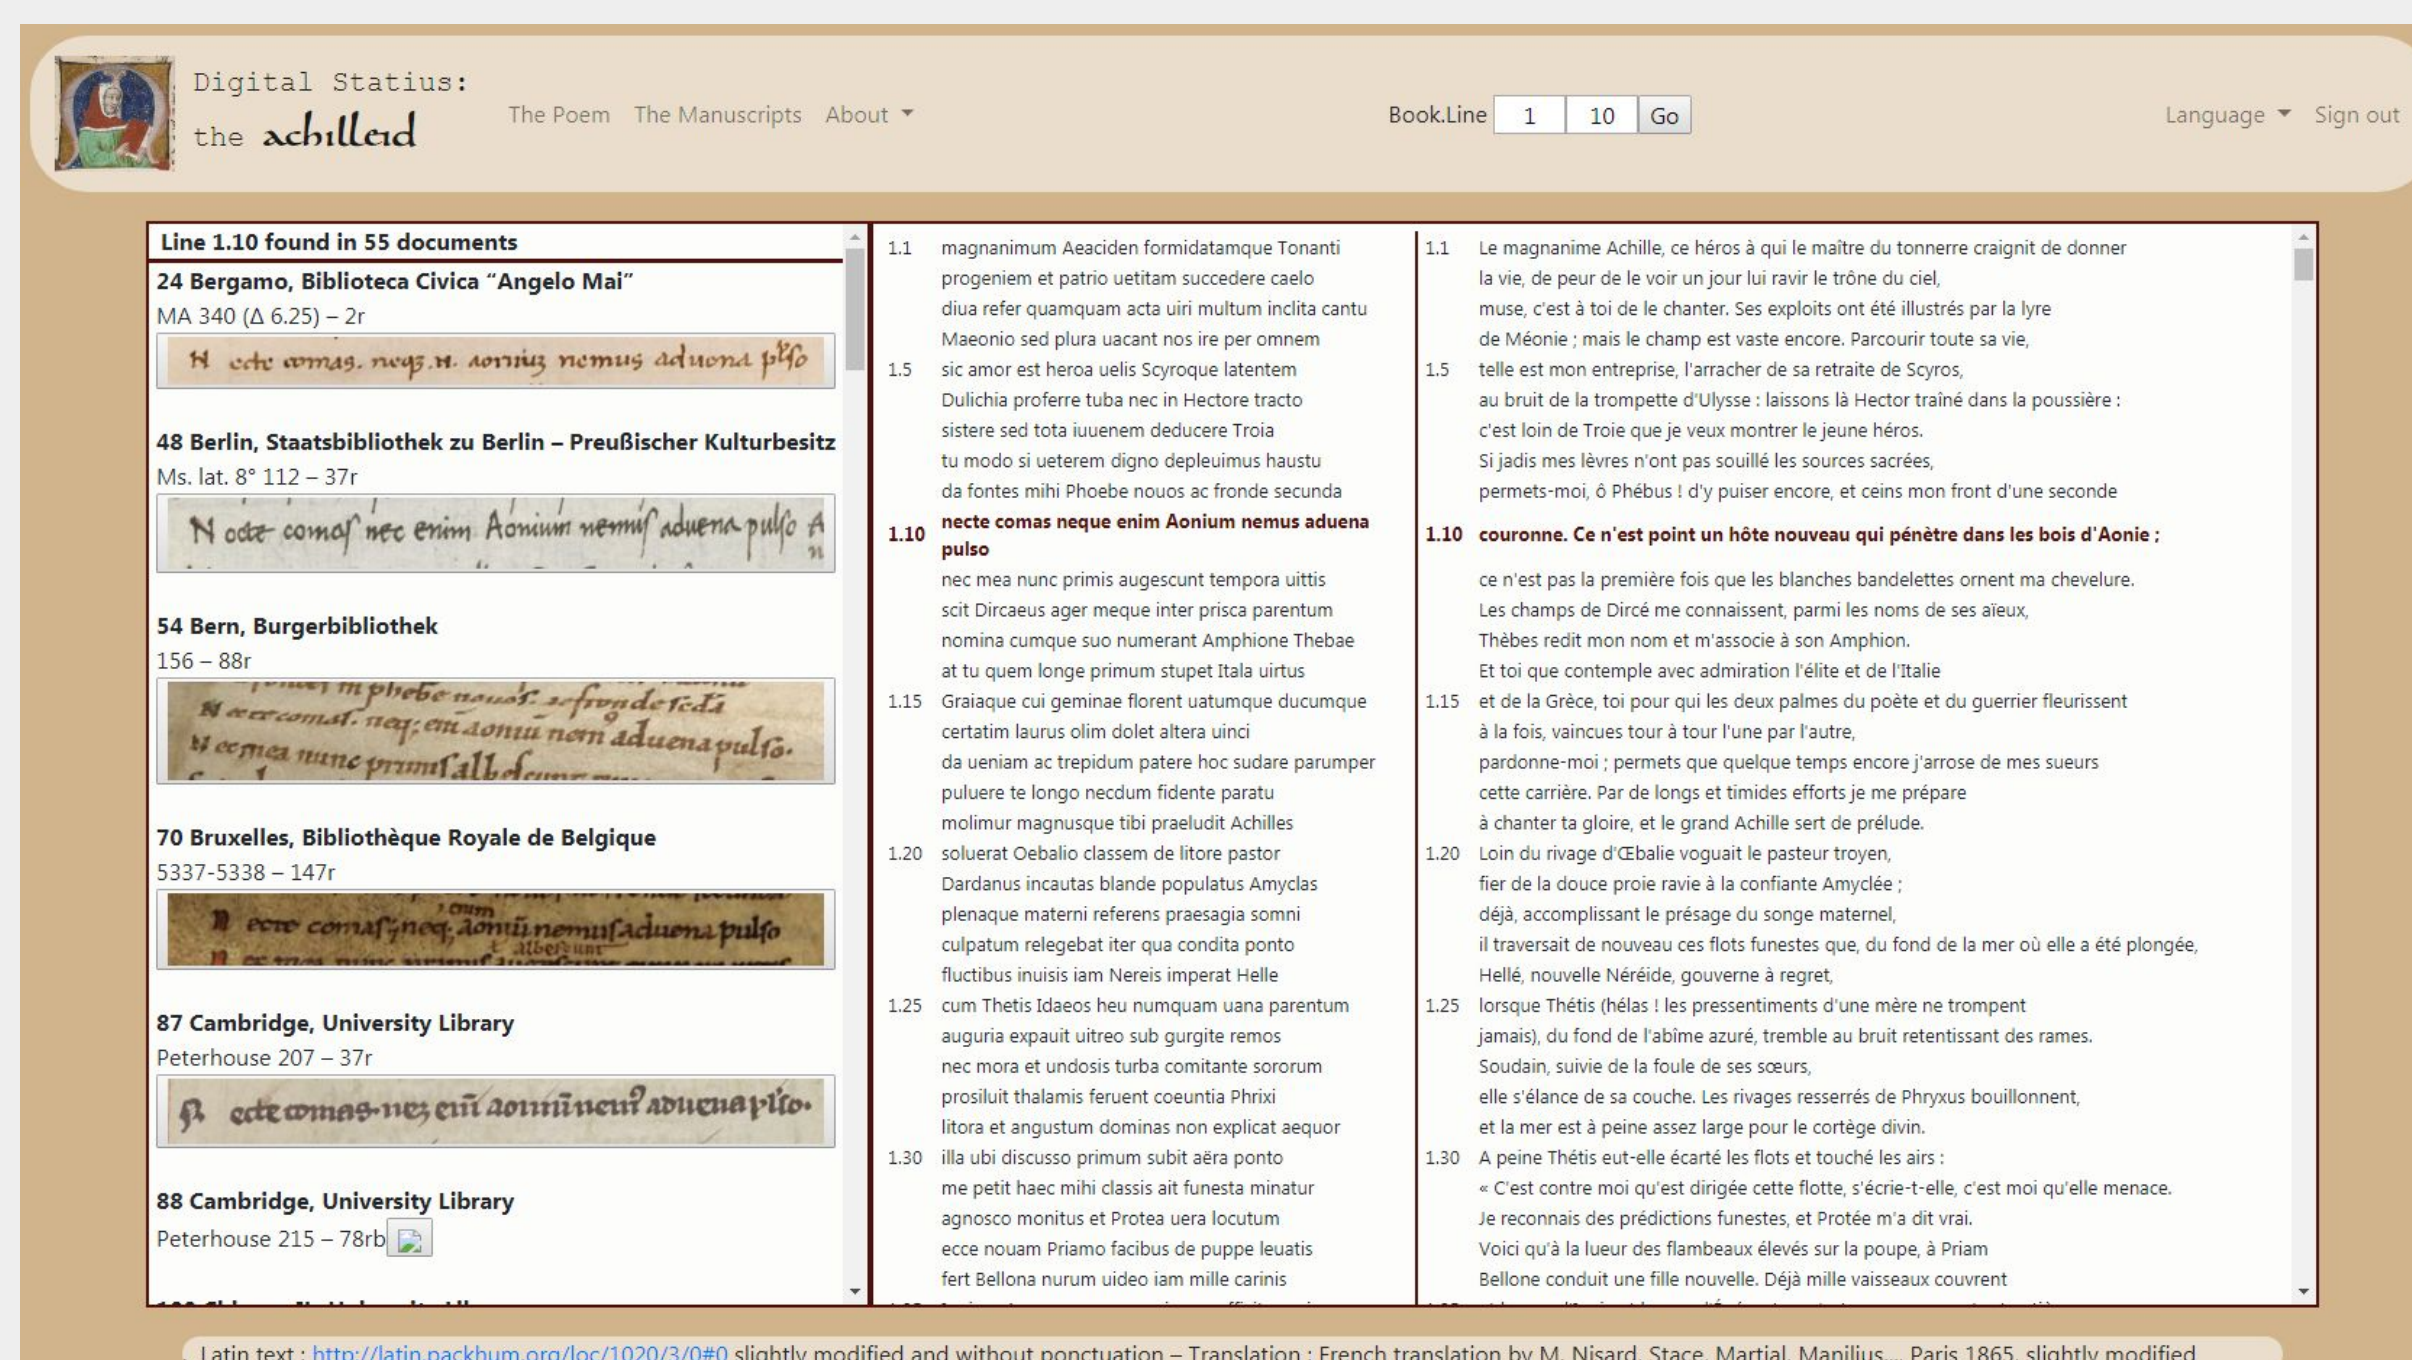 Digital Statius:
the achilleid
The Poem The Manuscripts About
Book.Line 1 10 Go
Language Sign out
Line 1.10 found in 55 documents
24 Bergamo, Biblioteca Civica “Angelo Mai”
MA 340 (Δ 6.25) – 2r
N ecte comas. neqȝ .n. aoniuȝ nemus aduena plso
48 Berlin, Staatsbibliothek zu Berlin – Preußischer Kulturbesitz
Ms. lat. 8° 112 – 37r
N octe comaſ nec enim Aonium nemuſ aduena pulſo
54 Bern, Burgerbibliothek
156 – 88r
N ecte comaſ. neq; em aoniū nem aduena pulſo.
N ec mea nunc primſ
70 Bruxelles, Bibliothèque Royale de Belgique
5337-5338 – 147r
N ecte comaſ; neq; aoniū nemuſ aduena pulſo
87 Cambridge, University Library
Peterhouse 207 – 37r
ecte comas neȝ eni aoniū aduena
88 Cambridge, University Library
Peterhouse 215 – 78rb
1.1 magnanimum Aeaciden formidatamque Tonanti
progeniem et patrio uetitam succedere caelo
diua refer quamquam acta uiri multum inclita cantu
Maeonio sed plura uacant nos ire per omnem
1.5 sic amor est heroa uelis Scyroque latentem
Dulichia proferre tuba nec in Hectore tracto
sistere sed tota iuuenem deducere Troia
tu modo si ueterem digno depleuimus haustu
da fontes mihi Phoebe nouos ac fronde secunda
1.10 necte comas neque enim Aonium nemus aduena
pulso
nec mea nunc primis augescunt tempora uittis
scit Dircaeus ager meque inter prisca parentum
nomina cumque suo numerant Amphione Thebae
at tu quem longe primum stupet Itala uirtus
1.15 Graiaque cui geminae florent uatumque ducumque
certatim laurus olim dolet altera uinci
da ueniam ac trepidum patere hoc sudare parumper
puluere te longo necdum fidente paratu
molimur magnusque tibi praeludit Achilles
1.20 soluerat Oebalio classem de litore pastor
Dardanus incautas blande populatus Amyclas
plenaque materni referens praesagia somni
culpatum relegebat iter qua condita ponto
fluctibus inuisis iam Nereis imperat Helle
1.25 cum Thetis Idaeos heu numquam uana parentum
auguria expauit uitreo sub gurgite remos
nec mora et undosis turba comitante sororum
prosiluit thalamis feruent coeuntia Phrixi
litora et angustum dominas non explicat aequor
1.30 illa ubi discusso primum subit aëra ponto
me petit haec mihi classis ait funesta minatur
agnosco monitus et Protea uera locutum
ecce nouam Priamo facibus de puppe leuatis
fert Bellona nurum uideo iam mille carinis
1.1 Le magnanime Achille, ce héros à qui le maître du tonnerre craignit de donner
la vie, de peur de le voir un jour lui ravir le trône du ciel,
muse, c'est à toi de le chanter. Ses exploits ont été illustrés par la lyre
de Méonie ; mais le champ est vaste encore. Parcourir toute sa vie,
1.5 telle est mon entreprise, l'arracher de sa retraite de Scyros,
au bruit de la trompette d'Ulysse : laissons là Hector traîné dans la poussière :
c'est loin de Troie que je veux montrer le jeune héros.
Si jadis mes lèvres n'ont pas souillé les sources sacrées,
permets-moi, ô Phébus ! d'y puiser encore, et ceins mon front d'une seconde
1.10 couronne. Ce n'est point un hôte nouveau qui pénètre dans les bois d'Aonie ;
ce n'est pas la première fois que les blanches bandelettes ornent ma chevelure.
Les champs de Dircé me connaissent, parmi les noms de ses aïeux,
Thèbes redit mon nom et m'associe à son Amphion.
Et toi que contemple avec admiration l'élite et de l'Italie
1.15 et de la Grèce, toi pour qui les deux palmes du poète et du guerrier fleurissent
à la fois, vaincues tour à tour l'une par l'autre,
pardonne-moi ; permets que quelque temps encore j'arrose de mes sueurs
cette carrière. Par de longs et timides efforts je me prépare
à chanter ta gloire, et le grand Achille sert de prélude.
1.20 Loin du rivage d'Œbalie voguait le pasteur troyen,
fier de la douce proie ravie à la confiante Amyclée ;
déjà, accomplissant le présage du songe maternel,
il traversait de nouveau ces flots funestes que, du fond de la mer où elle a été plongée,
Hellé, nouvelle Néréide, gouverne à regret,
1.25 lorsque Thétis (hélas ! les pressentiments d'une mère ne trompent
jamais), du fond de l'abîme azuré, tremble au bruit retentissant des rames.
Soudain, suivie de la foule de ses sœurs,
elle s'élance de sa couche. Les rivages resserrés de Phryxus bouillonnent,
et la mer est à peine assez large pour le cortège divin.
1.30 A peine Thétis eut-elle écarté les flots et touché les airs :
« C'est contre moi qu'est dirigée cette flotte, s'écrie-t-elle, c'est moi qu'elle menace.
Je reconnais des prédictions funestes, et Protée m'a dit vrai.
Voici qu'à la lueur des flambeaux élevés sur la poupe, à Priam
Bellone conduit une fille nouvelle. Déjà mille vaisseaux couvrent
Latin text : http://latin.packhum.org/loc/1020/3/0#0 slightly modified and without ponctuation – Translation : French translation by M. Nisard, Stace, Martial, Manilius..., Paris 1865, slightly modified